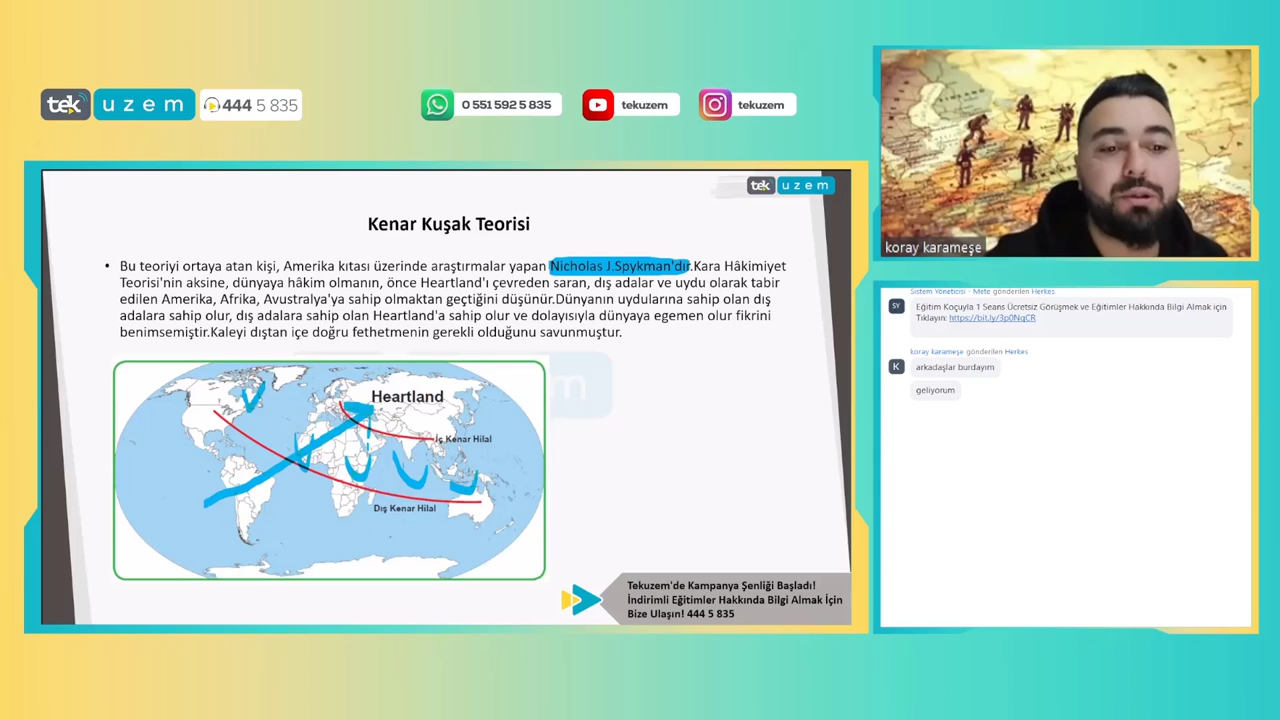 tek uzem 444 5 835
0 551 592 5 835
tekuzem
tekuzem
tek uzem
Kenar Kuşak Teorisi
• Bu teoriyi ortaya atan kişi, Amerika kıtası üzerinde araştırmalar yapan Nicholas J.Spykman'dır.Kara Hâkimiyet
Teorisi'nin aksine, dünyaya hâkim olmanın, önce Heartland'ı çevreden saran, dış adalar ve uydu olarak tabir
edilen Amerika, Afrika, Avustralya'ya sahip olmaktan geçtiğini düşünür.Dünyanın uydularına sahip olan dış
adalara sahip olur, dış adalara sahip olan Heartland'a sahip olur ve dolayısıyla dünyaya egemen olur fikrini
benimsemiştir.Kaleyi dıştan içe doğru fethetmenin gerekli olduğunu savunmuştur.
Heartland
İç Kenar Hilal
Dış Kenar Hilal
Tekuzem'de Kampanya Şenliği Başladı!
İndirimli Eğitimler Hakkında Bilgi Almak İçin
Bize Ulaşın! 444 5 835
koray karameşe
Sistem Yöneticisi - Mete gönderilen Herkes
SY
Eğitim Koçuyla 1 Seans Ücretsiz Görüşmek ve Eğitimler Hakkında Bilgi Almak için
Tıklayın: https://bit.ly/3p0NqCR
koray karameşe gönderilen Herkes
K
arkadaşlar burdayım
geliyorum